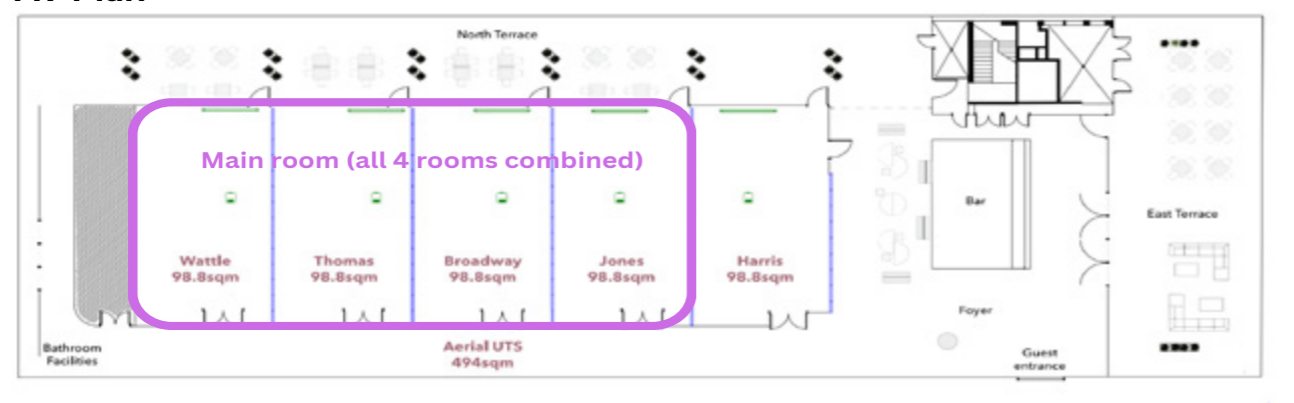 North Terrace
Main room (all 4 rooms combined)
Bar
East Terrace
Wattle
98.8sqm
Thomas
98.8sqm
Broadway
98.8sqm
Jones
98.8sqm
Harris
98.8sqm
Foyer
Bathroom
Facilities
Aerial UTS
494sqm
Guest
entrance